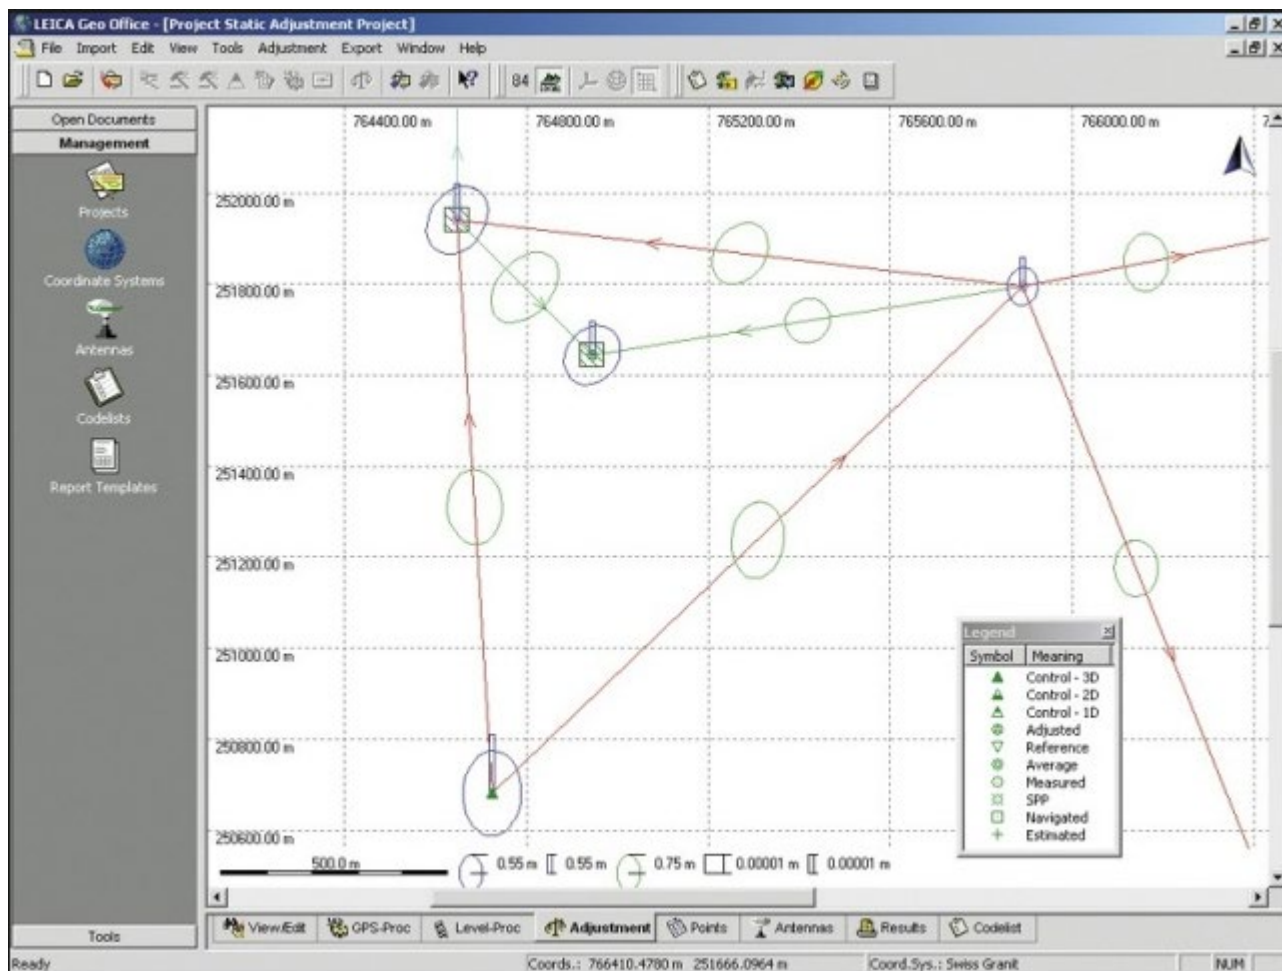 LEICA Geo Office - [Project Static Adjustment Project]
File Import Edit View Tools Adjustment Export Window Help
84
Open Documents
Management
Projects
Coordinate Systems
Antennas
Codelists
Report Templates
Tools
764400.00 m 764800.00 m 765200.00 m 765600.00 m 766000.00 m
252000.00 m
251800.00 m
251600.00 m
251400.00 m
251200.00 m
251000.00 m
250800.00 m
250600.00 m
Legend
Symbol Meaning
Control - 3D
Control - 2D
Control - 1D
Adjusted
Reference
Average
Measured
SPP
Navigated
Estimated
500.0 m 0.55 m 0.55 m 0.75 m 0.00001 m 0.00001 m
View/Edit GPS-Proc Level-Proc Adjustment Points Antennas Results Codelist
Ready Coords.: 766410.4780 m 251666.0964 m Coord.Sys.: Swiss Granit NUM